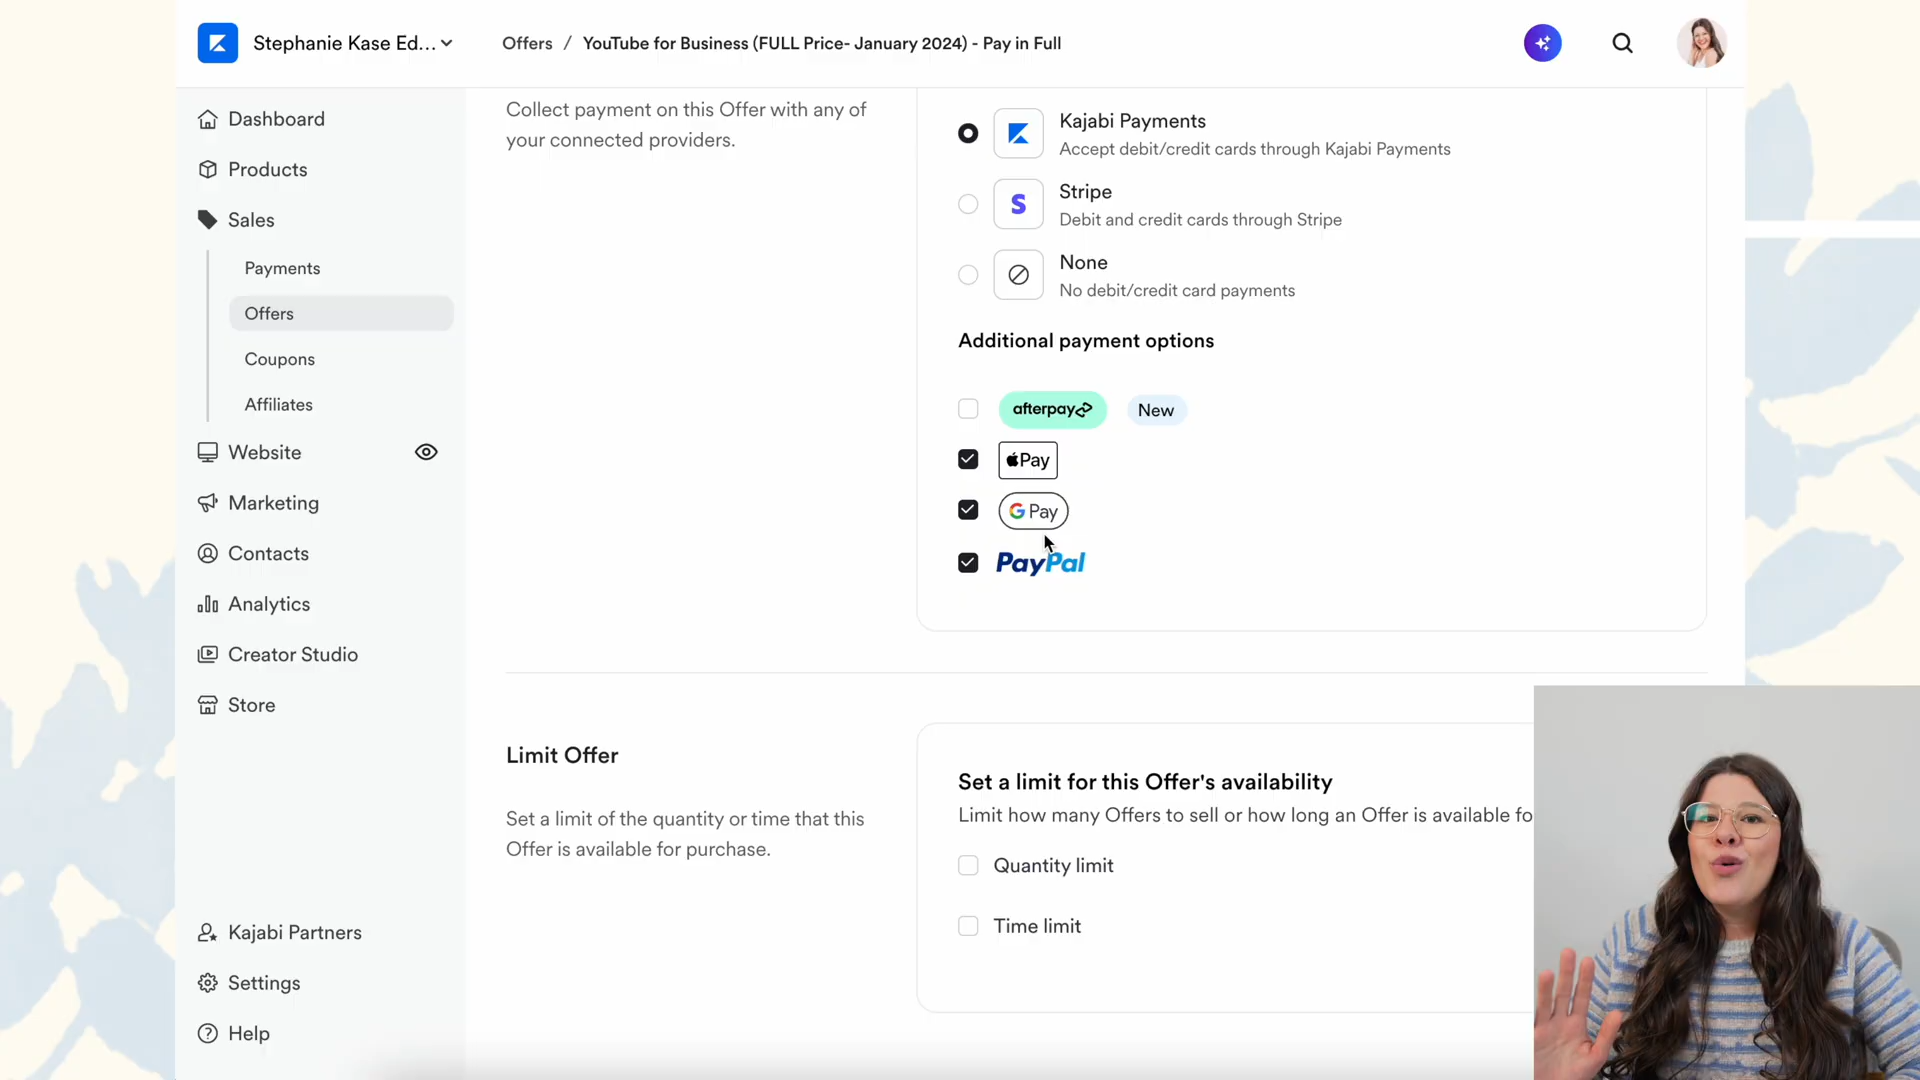 Stephanie Kase Ed...
Offers / YouTube for Business (FULL Price- January 2024) - Pay in Full
Dashboard
Products
Sales
Payments
Offers
Coupons
Affiliates
Website
Marketing
Contacts
Analytics
Creator Studio
Store
Kajabi Partners
Settings
Help
Collect payment on this Offer with any of
your connected providers.
Kajabi Payments
Accept debit/credit cards through Kajabi Payments
S
Stripe
Debit and credit cards through Stripe
None
No debit/credit card payments
Additional payment options
afterpay New
Pay
G Pay
PayPal
Limit Offer
Set a limit of the quantity or time that this
Offer is available for purchase.
Set a limit for this Offer's availability
Limit how many Offers to sell or how long an Offer is available fo
Quantity limit
Time limit